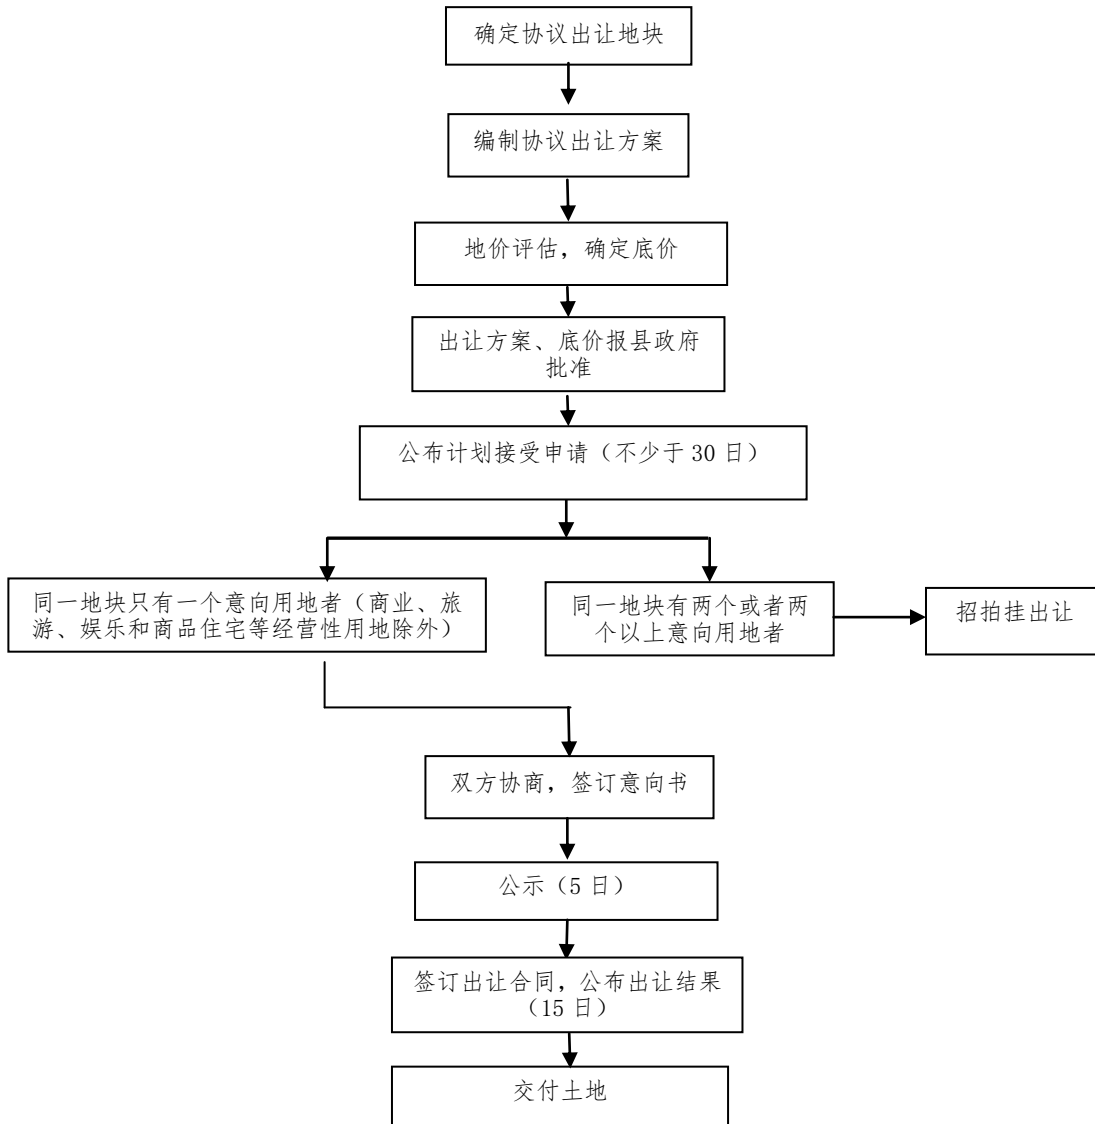 确定协议出让地块
编制协议出让方案
地价评估，确定底价
出让方案、底价报县政府
批准
公布计划接受申请（不少于 30 日）
同一地块只有一个意向用地者（商业、旅
游、娱乐和商品住宅等经营性用地除外）
同一地块有两个或者两
个以上意向用地者
招拍挂出让
双方协商，签订意向书
公示（5 日）
签订出让合同，公布出让结果
（15 日）
交付土地